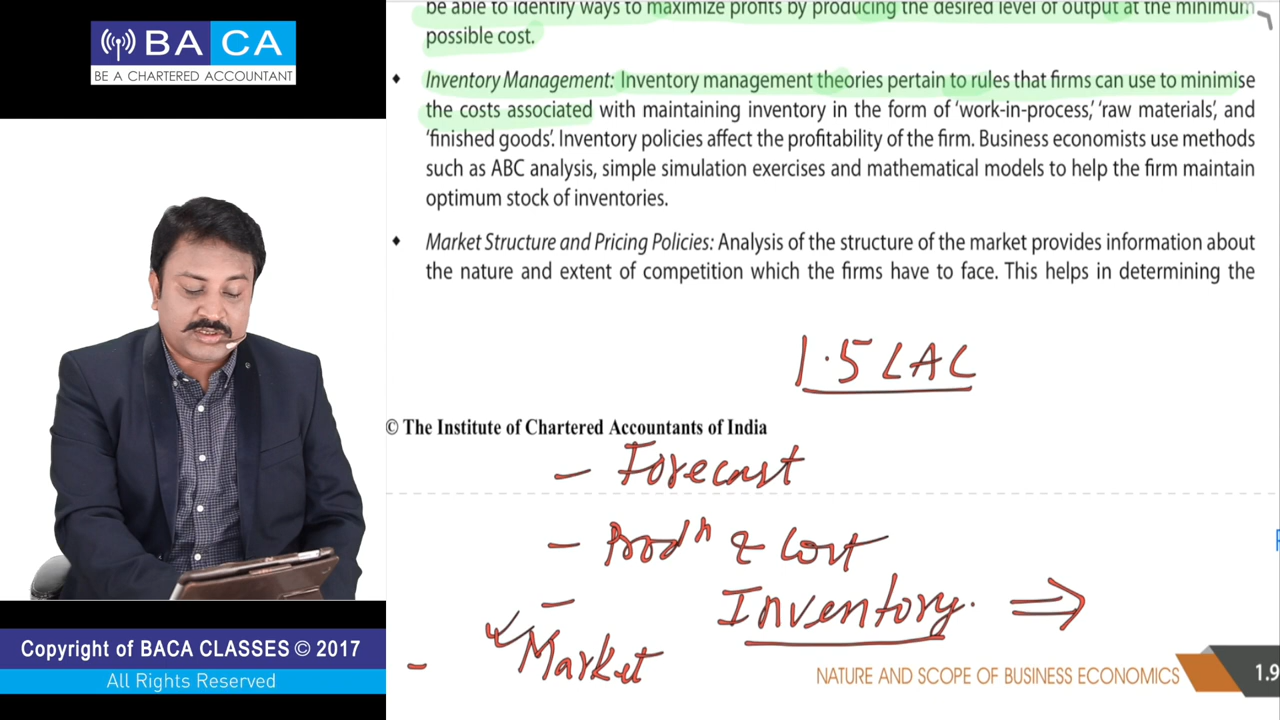 BA CA
BE A CHARTERED ACCOUNTANT
be able to identify ways to maximize profits by producing the desired level of output at the minimum
possible cost.
♦ Inventory Management: Inventory management theories pertain to rules that firms can use to minimise
the costs associated with maintaining inventory in the form of ‘work-in-process,’ ‘raw materials’, and
‘finished goods’. Inventory policies affect the profitability of the firm. Business economists use methods
such as ABC analysis, simple simulation exercises and mathematical models to help the firm maintain
optimum stock of inventories.
♦ Market Structure and Pricing Policies: Analysis of the structure of the market provides information about
the nature and extent of competition which the firms have to face. This helps in determining the
1.5 LAC
© The Institute of Chartered Accountants of India
- Forecast
- Prodn & Cost
- Inventory. ⇒
- Market
NATURE AND SCOPE OF BUSINESS ECONOMICS 1.9
Copyright of BACA CLASSES © 2017
All Rights Reserved